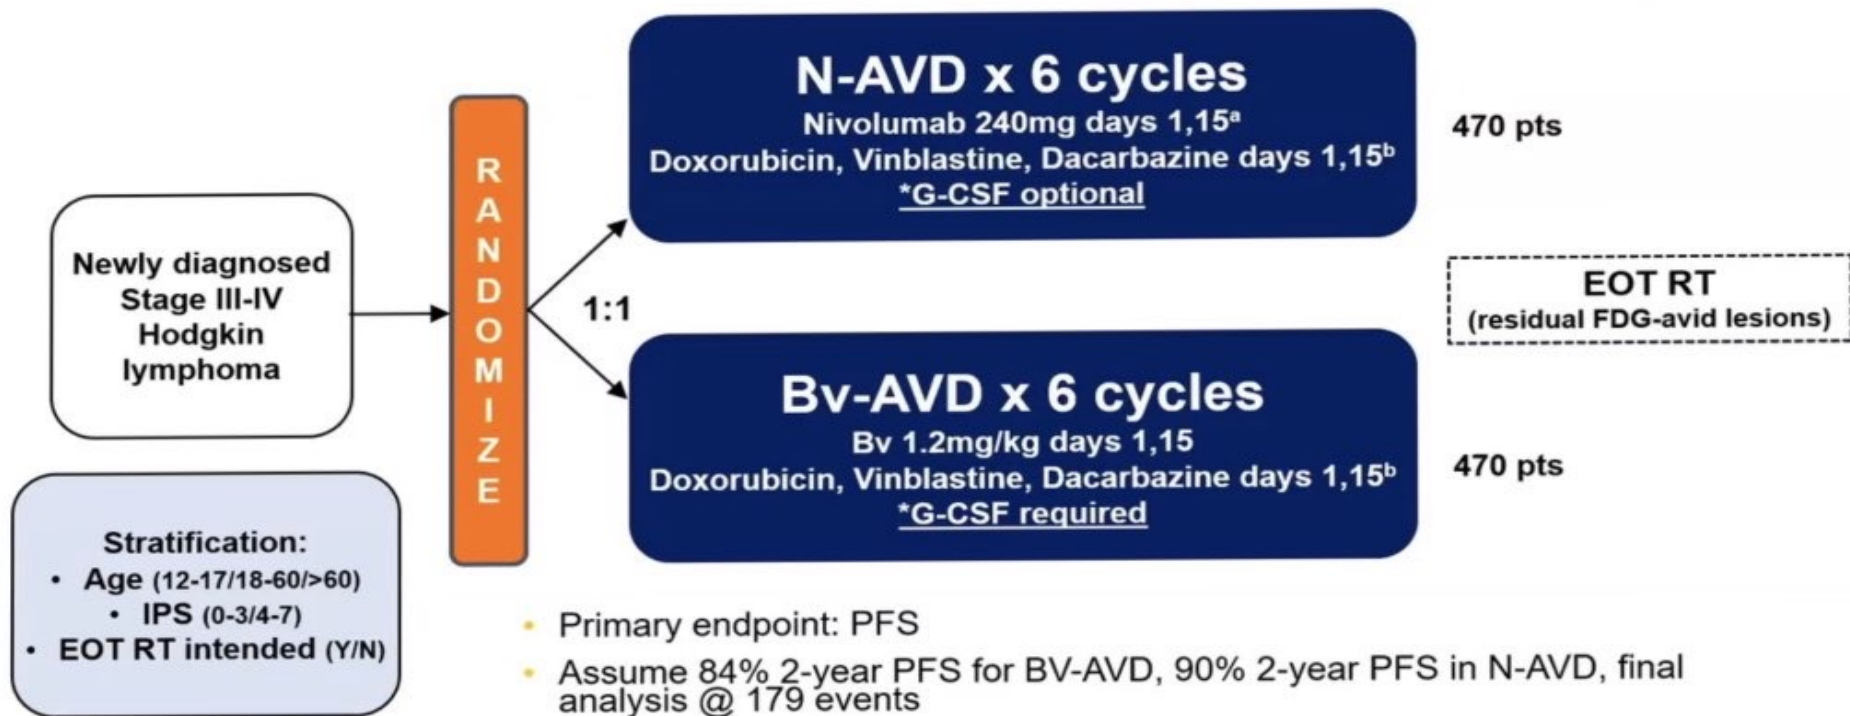 Newly diagnosed
Stage III-IV
Hodgkin
lymphoma
Stratification:
• Age (12-17/18-60/>60)
• IPS (0-3/4-7)
• EOT RT intended (Y/N)
RANDOMIZE
1:1
N-AVD x 6 cycles
Nivolumab 240mg days 1,15ᵃ
Doxorubicin, Vinblastine, Dacarbazine days 1,15ᵇ
*G-CSF optional
470 pts
EOT RT
(residual FDG-avid lesions)
Bv-AVD x 6 cycles
Bv 1.2mg/kg days 1,15
Doxorubicin, Vinblastine, Dacarbazine days 1,15ᵇ
*G-CSF required
470 pts
• Primary endpoint: PFS
• Assume 84% 2-year PFS for BV-AVD, 90% 2-year PFS in N-AVD, final
analysis @ 179 events